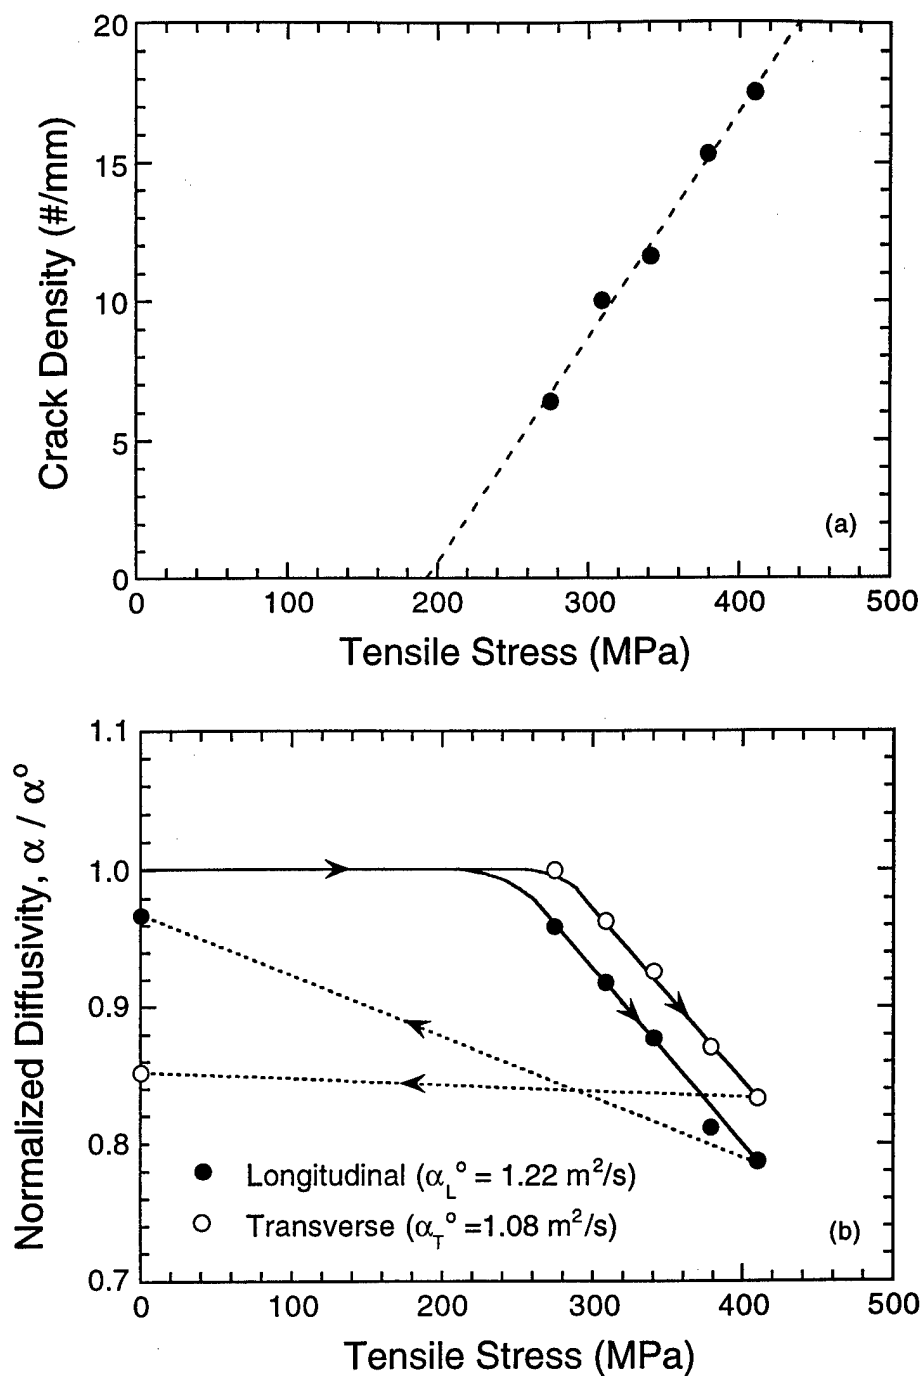 20
15
10
5
0
Crack Density (#/mm)
(a)
0 100 200 300 400 500
Tensile Stress (MPa)
1.1
1.0
0.9
0.8
0.7
Normalized Diffusivity, α / α°
Longitudinal (α_L° = 1.22 m²/s)
Transverse (α_T° =1.08 m²/s)
(b)
0 100 200 300 400 500
Tensile Stress (MPa)